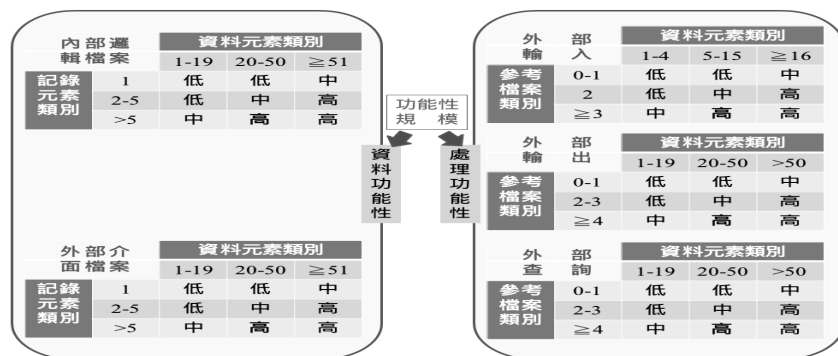 內部邏 資料元素類別
輯檔案 1-19 20-50 ≧51
記錄 1 低 低 中
元素 2-5 低 中 高
類別 >5 中 高 高
外部介 資料元素類別
面檔案 1-19 20-50 ≧51
記錄 1 低 低 中
元素 2-5 低 中 高
類別 >5 中 高 高
功能性
規模
資料功能性
處理功能性
外部 資料元素類別
輸入 1-4 5-15 ≧16
參考 0-1 低 低 中
檔案 2 低 中 高
類別 ≧3 中 高 高
外部 資料元素類別
輸出 1-19 20-50 >50
參考 0-1 低 低 中
檔案 2-3 低 中 高
類別 ≧4 中 高 高
外部 資料元素類別
查詢 1-19 20-50 >50
參考 0-1 低 低 中
檔案 2-3 低 中 高
類別 ≧4 中 高 高